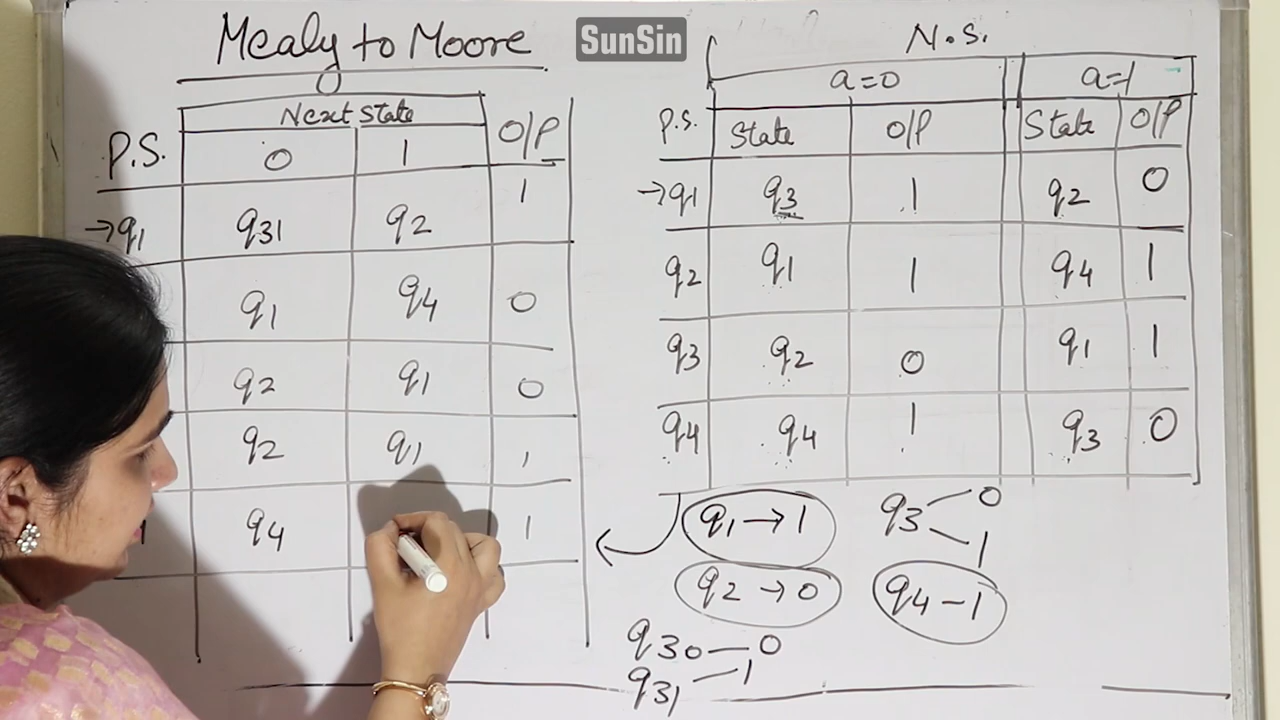 Mealy to Moore
SunSin
Next State
P.S. 0 1 O/P
→q1 q31 q2 1
q1 q4 0
q2 q1 0
q2 q1 1
q4 1
N.S.
a=0 a=1
P.S. State O/P State O/P
→q1 q3 1 q2 0
q2 q1 1 q4 1
q3 q2 0 q1 1
q4 q4 1 q3 0
q1→1
q2→0
q3 0
1
q4-1
q30-0
q31-1